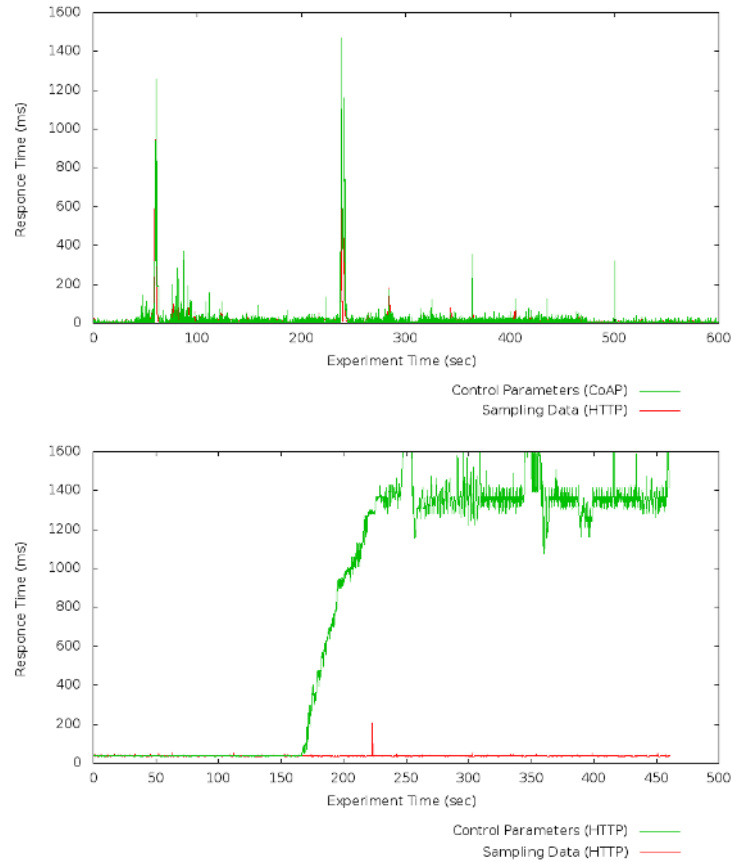 1600
1400
1200
1000
800
600
400
200
0
Responce Time (ms)
0 100 200 300 400 500 600
Experiment Time (sec)
Control Parameters (CoAP)
Sampling Data (HTTP)
1600
1400
1200
1000
800
600
400
200
0
Responce Time (ms)
0 50 100 150 200 250 300 350 400 450 500
Experiment Time (sec)
Control Parameters (HTTP)
Sampling Data (HTTP)